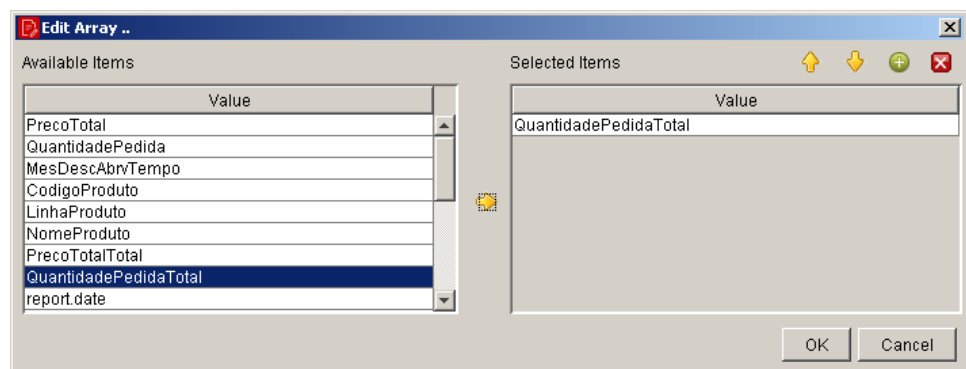 Edit Array ..
Available Items
Selected Items
Value
PrecoTotal
QuantidadePedida
MesDescAbrvTempo
CodigoProduto
LinhaProduto
NomeProduto
PrecoTotalTotal
QuantidadePedidaTotal
report.date
Value
QuantidadePedidaTotal
OK
Cancel